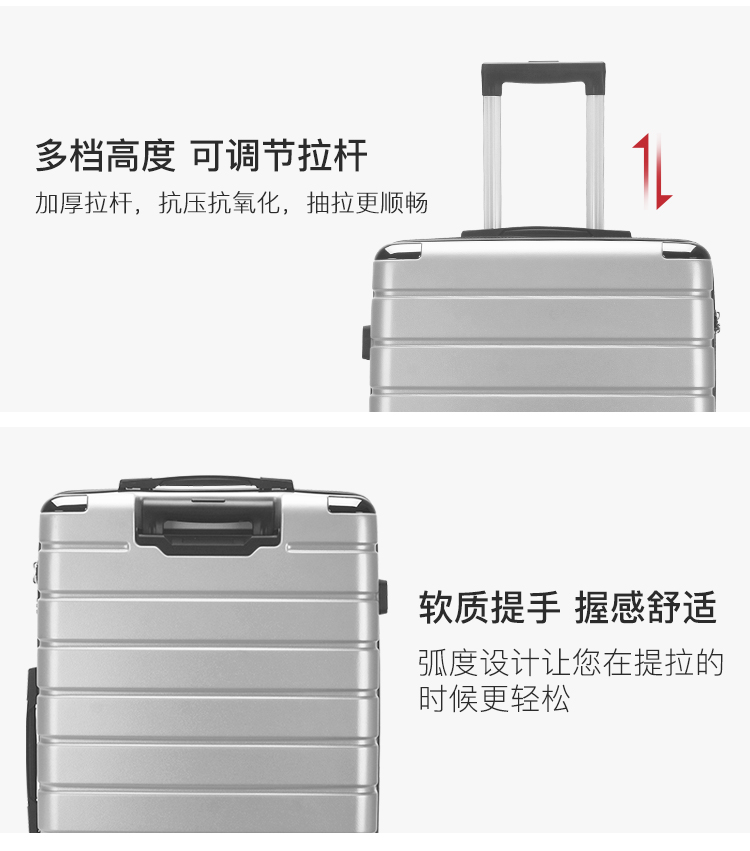 多档高度 可调节拉杆
加厚拉杆，抗压抗氧化，抽拉更顺畅
软质提手 握感舒适
弧度设计让您在提拉的
时候更轻松